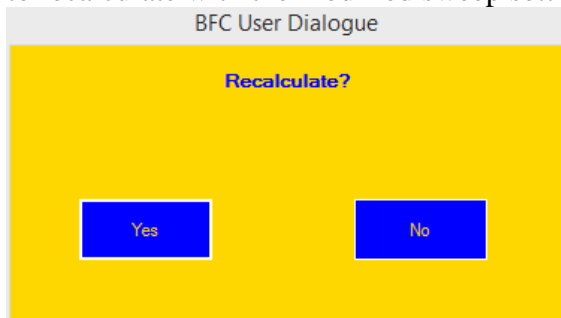 BFC User Dialogue
Recalculate?
Yes
No